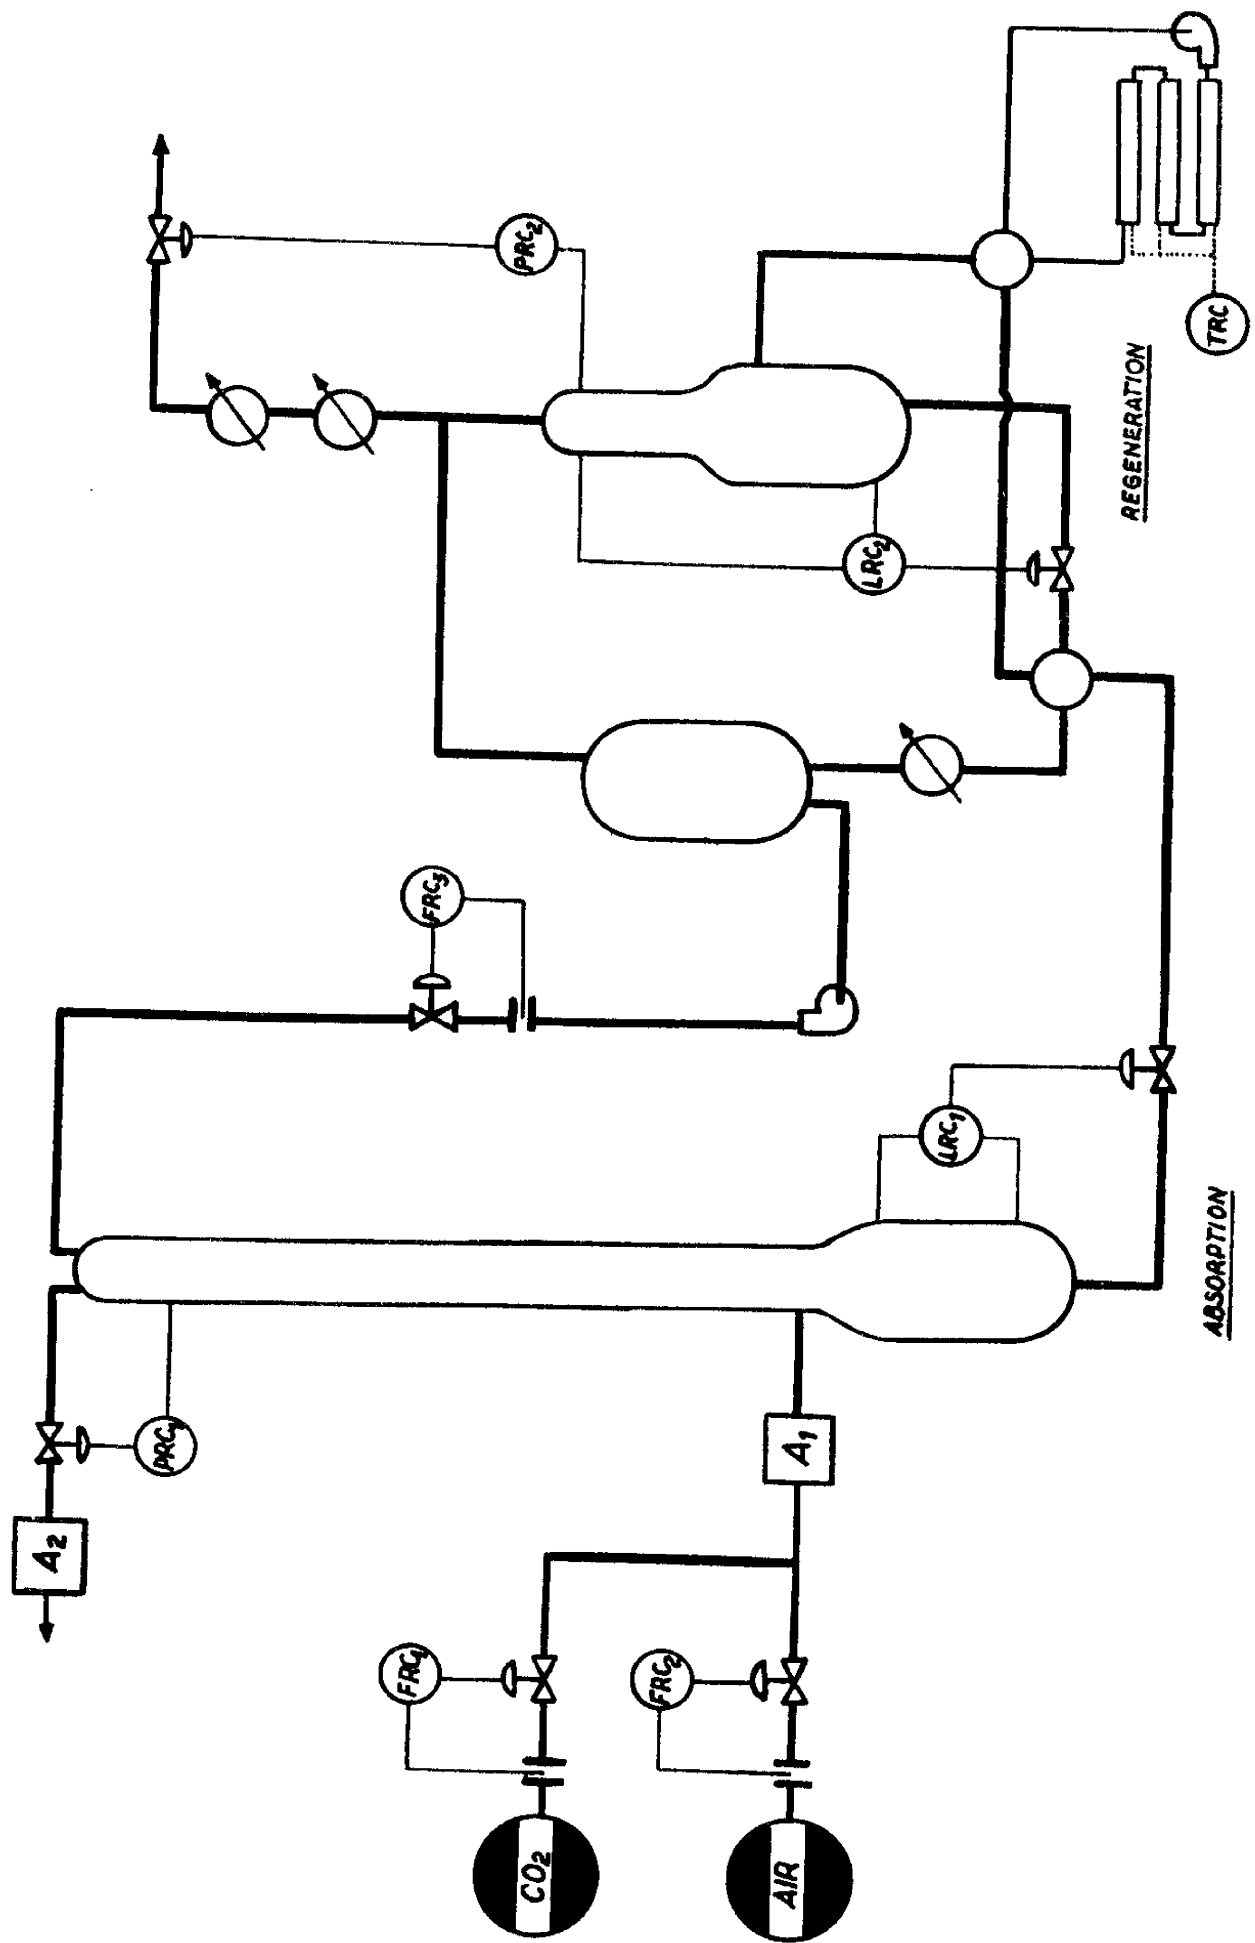 A2
PRC1
CO2
FRC1
AIR
FRC2
A1
LRC1
FRC3
LRC2
PRC2
TRC
ABSORPTION
REGENERATION